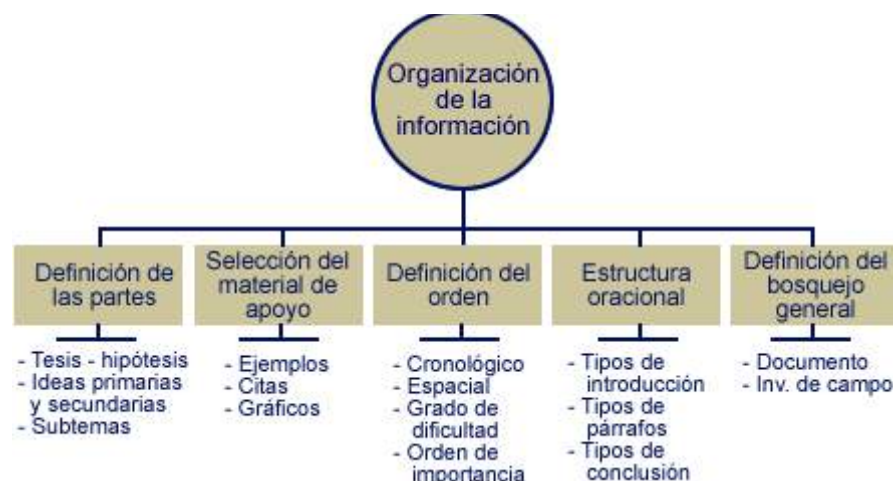 Organización
de la
información
Definición de
las partes
Selección del
material de
apoyo
Definición del
orden
Estructura
oracional
Definición del
bosquejo
general
- Tesis - hipótesis
- Ideas primarias
y secundarias
- Subtemas
- Ejemplos
- Citas
- Gráficos
- Cronológico
- Espacial
- Grado de
dificultad
- Orden de
importancia
- Tipos de
introducción
- Tipos de
párrafos
- Tipos de
conclusión
- Documento
- Inv. de campo